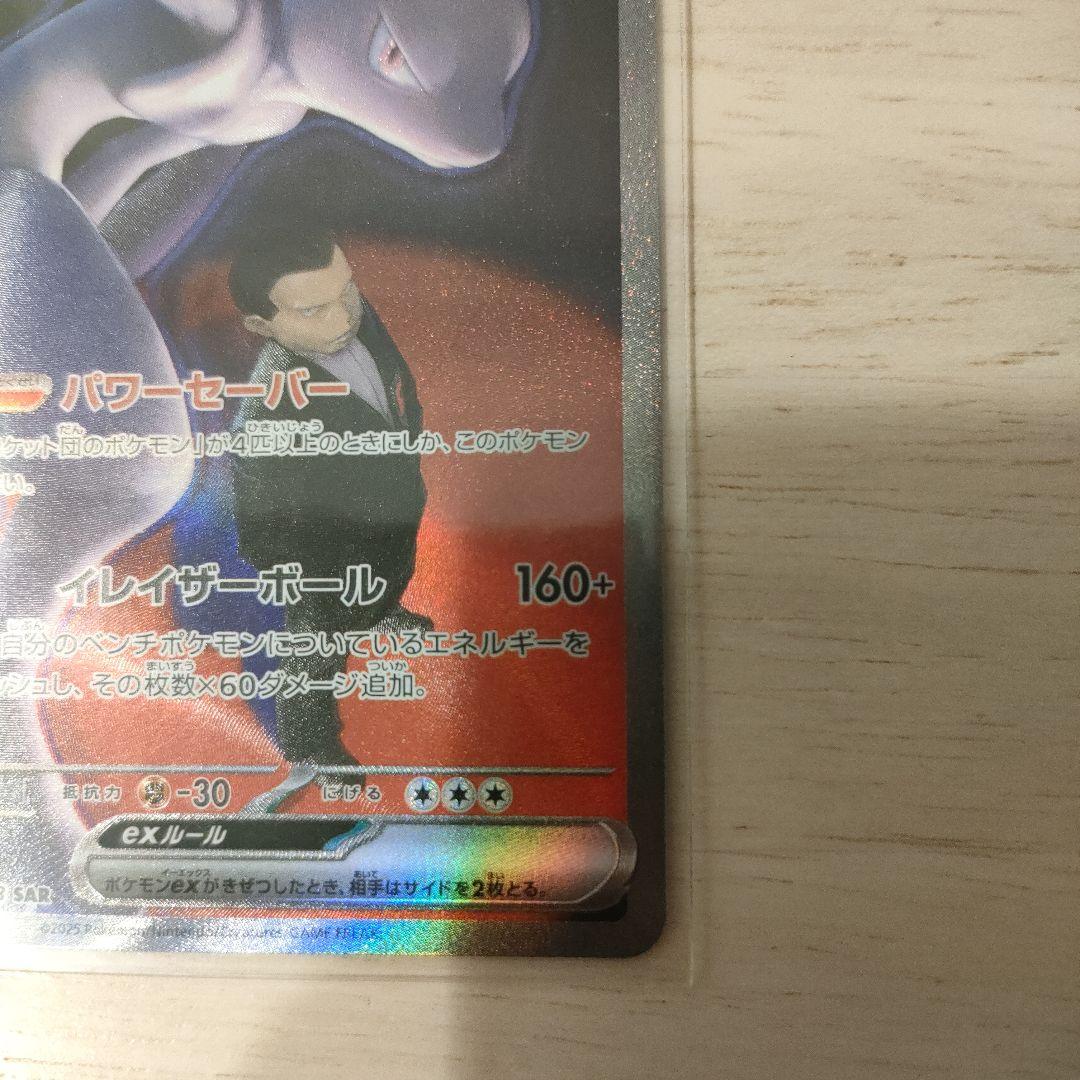 パワーセーバー
ケット団のポケモン」が4匹以上のときにしか、このポケモン
い。
イレイザーボール 160+
自分のベンチポケモンについているエネルギーを
シュし、その枚数×60ダメージ追加。
抵抗力 -30 にげる
exルール
ポケモンexがきぜつしたとき、相手はサイドを2枚とる。
SAR
©2025 Pokémon/Nintendo/Creatures/GAME FREAK